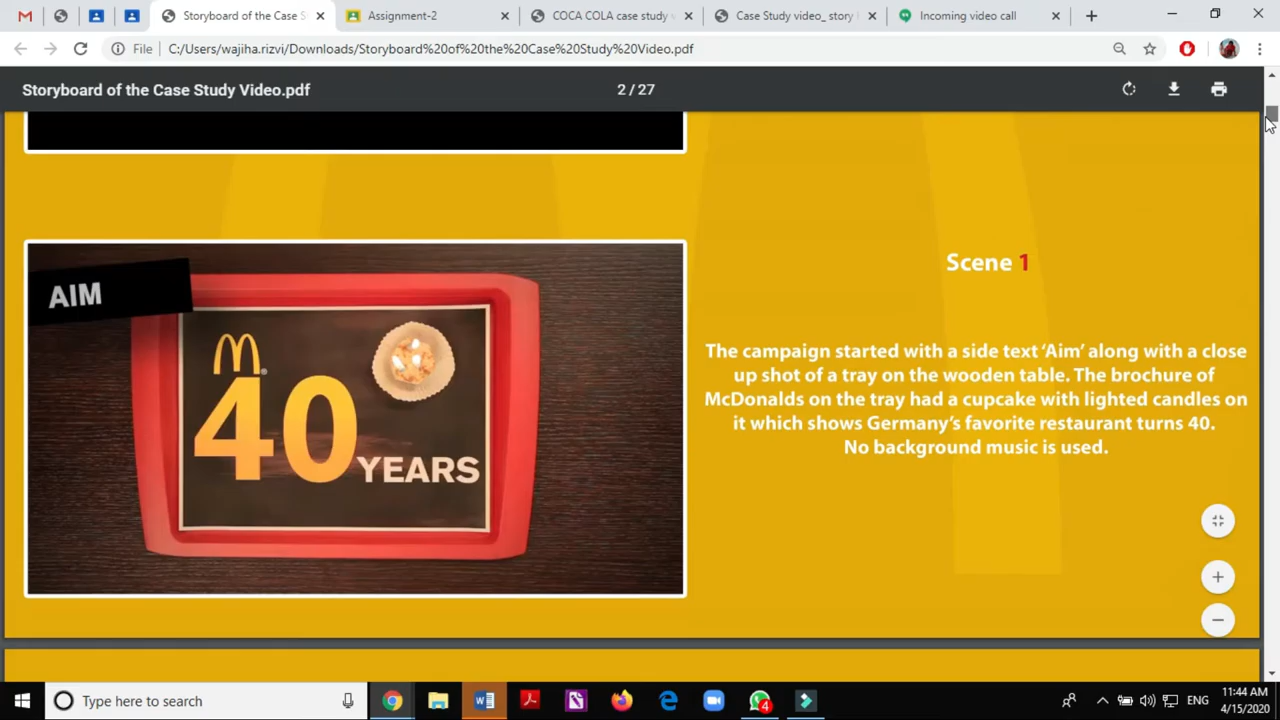 Storyboard of the Case S
Assignment-2
COCA COLA case study v
Case Study video_ story
Incoming video call
File
C:/Users/wajiha.rizvi/Downloads/Storyboard%20of%20the%20Case%20Study%20Video.pdf
Storyboard of the Case Study Video.pdf
2 / 27
AIM
40 YEARS
Scene 1
The campaign started with a side text ‘Aim’ along with a close
up shot of a tray on the wooden table. The brochure of
McDonalds on the tray had a cupcake with lighted candles on
it which shows Germany’s favorite restaurant turns 40.
No background music is used.
Type here to search
4
ENG
11:44 AM
4/15/2020